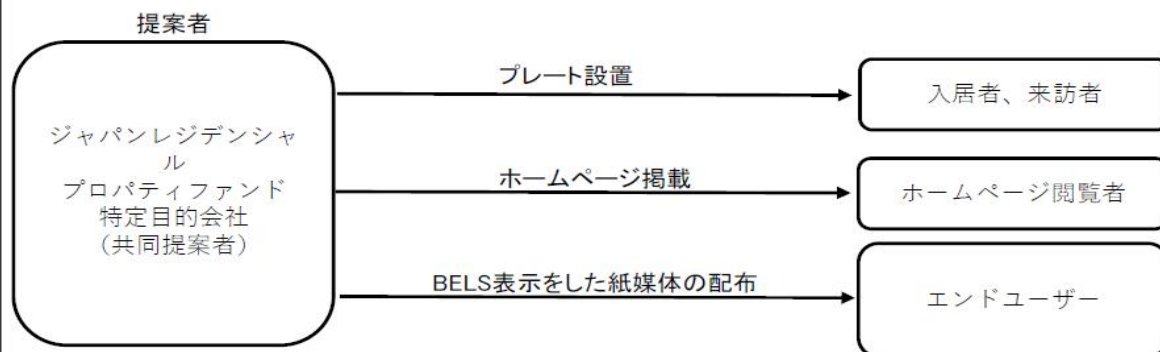 提案者
ジャパンレジデンシャ
ル
プロパティファンド
特定目的会社
（共同提案者）
プレート設置
入居者、来訪者
ホームページ掲載
ホームページ閲覧者
BELS表示をした紙媒体の配布
エンドユーザー